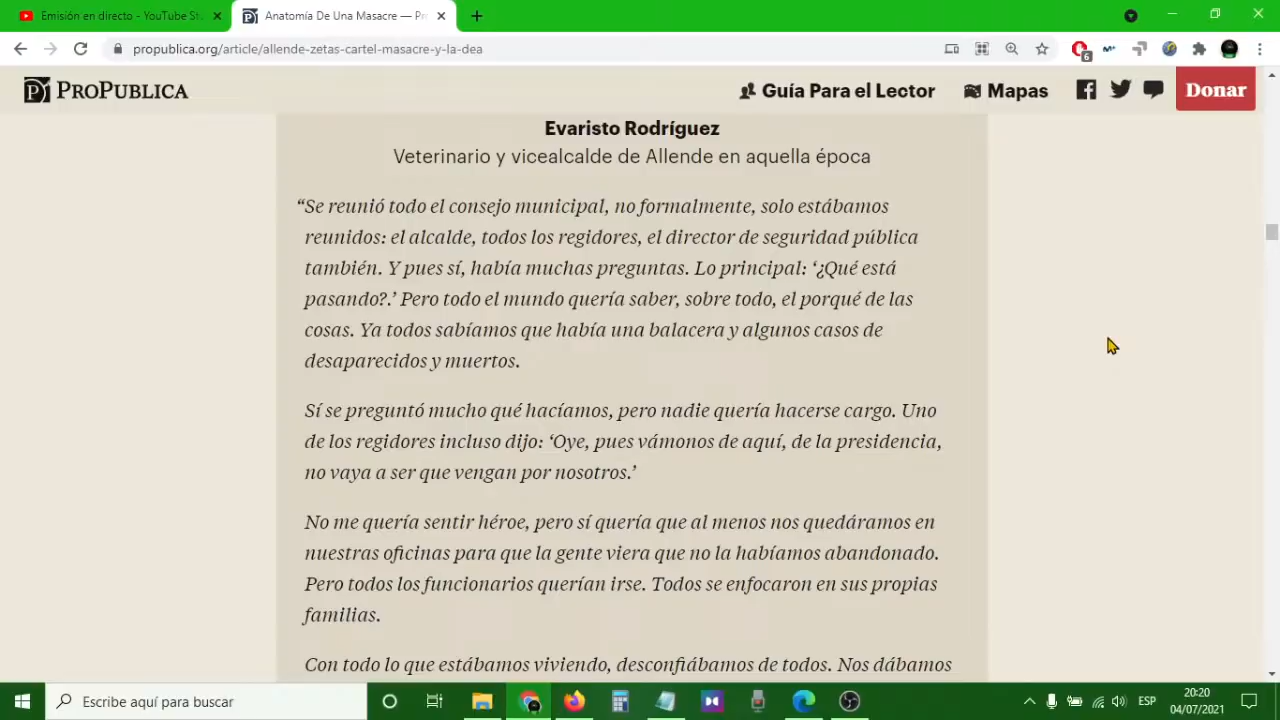 Emisión en directo - YouTube St
Anatomía De Una Masacre — Pr
propublica.org/article/allende-zetas-cartel-masacre-y-la-dea
6
PROPUBLICA
Guía Para el Lector
Mapas
Donar
Evaristo Rodríguez
Veterinario y vicealcalde de Allende en aquella época
“Se reunió todo el consejo municipal, no formalmente, solo estábamos
reunidos: el alcalde, todos los regidores, el director de seguridad pública
también. Y pues sí, había muchas preguntas. Lo principal: ‘¿Qué está
pasando?.’ Pero todo el mundo quería saber, sobre todo, el porqué de las
cosas. Ya todos sabíamos que había una balacera y algunos casos de
desaparecidos y muertos.
Sí se preguntó mucho qué hacíamos, pero nadie quería hacerse cargo. Uno
de los regidores incluso dijo: ‘Oye, pues vámonos de aquí, de la presidencia,
no vaya a ser que vengan por nosotros.’
No me quería sentir héroe, pero sí quería que al menos nos quedáramos en
nuestras oficinas para que la gente viera que no la habíamos abandonado.
Pero todos los funcionarios querían irse. Todos se enfocaron en sus propias
familias.
Con todo lo que estábamos viviendo, desconfiábamos de todos. Nos dábamos
Escribe aquí para buscar
ESP
20:20
04/07/2021